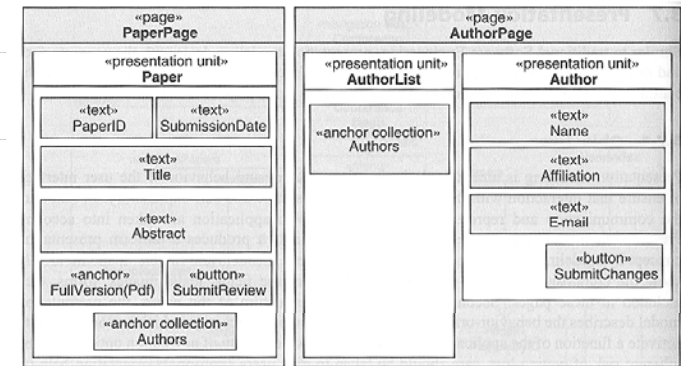 «page»
PaperPage
«presentation unit»
Paper
«text»
PaperID
«text»
SubmissionDate
«text»
Title
«text»
Abstract
«anchor»
FullVersion(Pdf)
«button»
SubmitReview
«anchor collection»
Authors
«page»
AuthorPage
«presentation unit»
AuthorList
«anchor collection»
Authors
«presentation unit»
Author
«text»
Name
«text»
Affiliation
«text»
E-mail
«button»
SubmitChanges